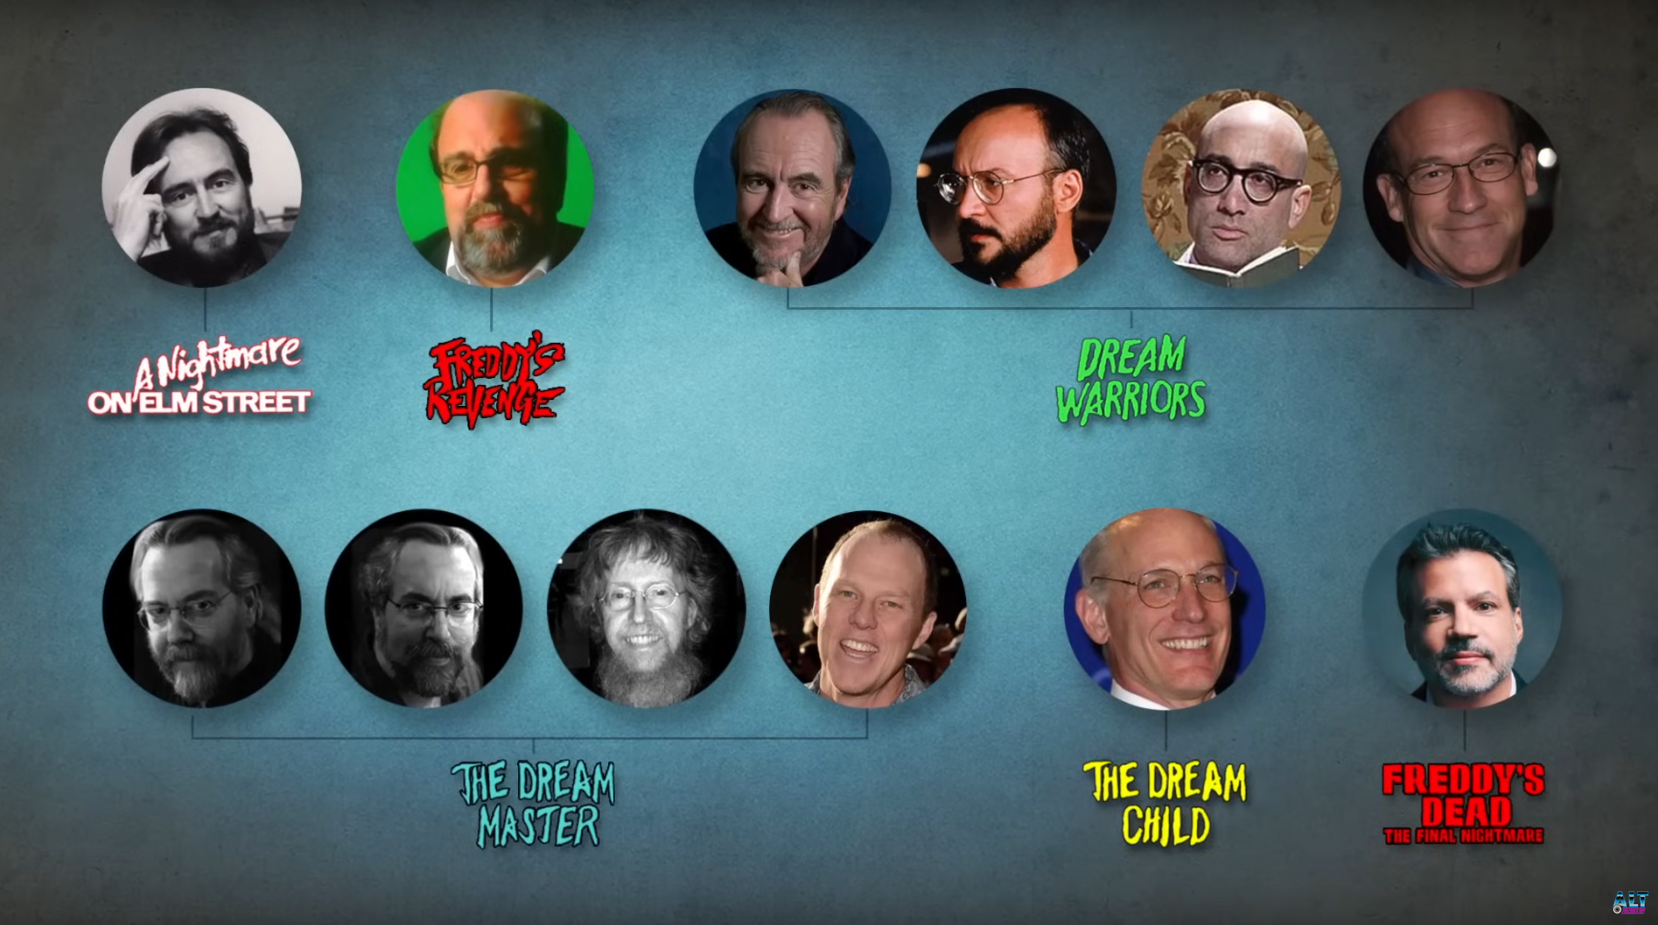 A Nightmare
ON ELM STREET
FREDDY'S
REVENGE
DREAM
WARRIORS
THE DREAM
MASTER
THE DREAM
CHILD
FREDDY'S
DEAD
THE FINAL NIGHTMARE
ALT